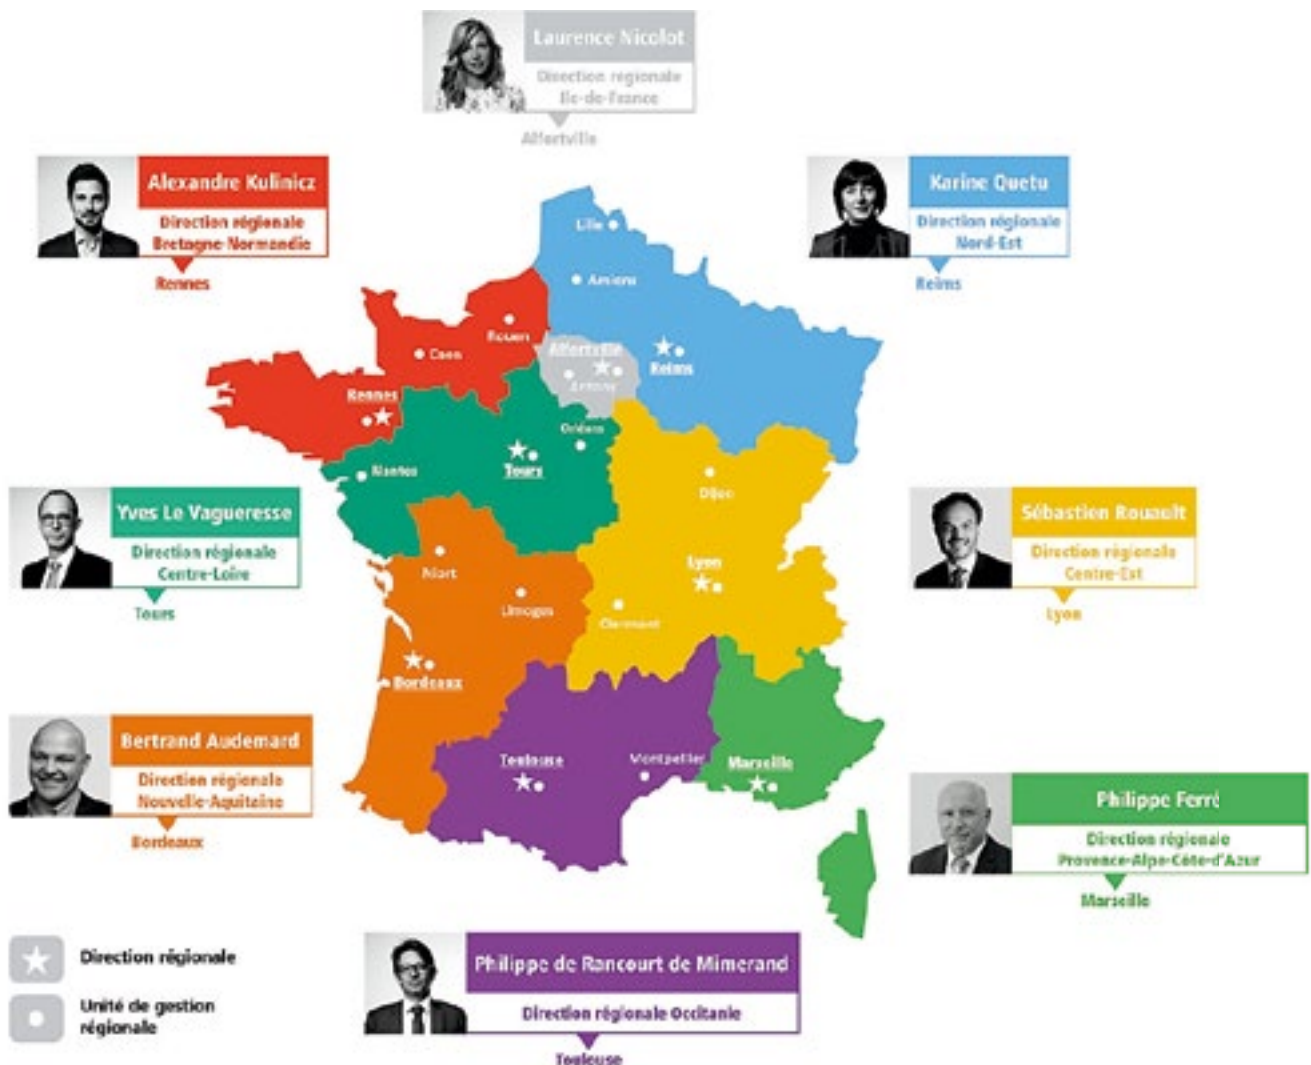 Laurence Nicolot
Direction régionale
Ile-de-France
Alfortville
Alexandre Kulinicz
Direction régionale
Bretagne-Normandie
Rennes
Karine Quetu
Direction régionale
Nord-Est
Reims
Lille
Amiens
Rouen
Caen
Alfortville
Antony
Reims
Rennes
Orléans
Tours
Nantes
Dijon
Yves Le Vagueresse
Direction régionale
Centre-Loire
Tours
Sébastien Rouault
Direction régionale
Centre-Est
Lyon
Niort
Limoges
Lyon
Clermont
Bordeaux
Bertrand Audemard
Direction régionale
Nouvelle-Aquitaine
Bordeaux
Toulouse
Montpellier
Marseille
Philippe Ferré
Direction régionale
Provence-Alpe-Côte-d'Azur
Marseille
Direction régionale
Unité de gestion
régionale
Philippe de Rancourt de Mimerand
Direction régionale Occitanie
Toulouse